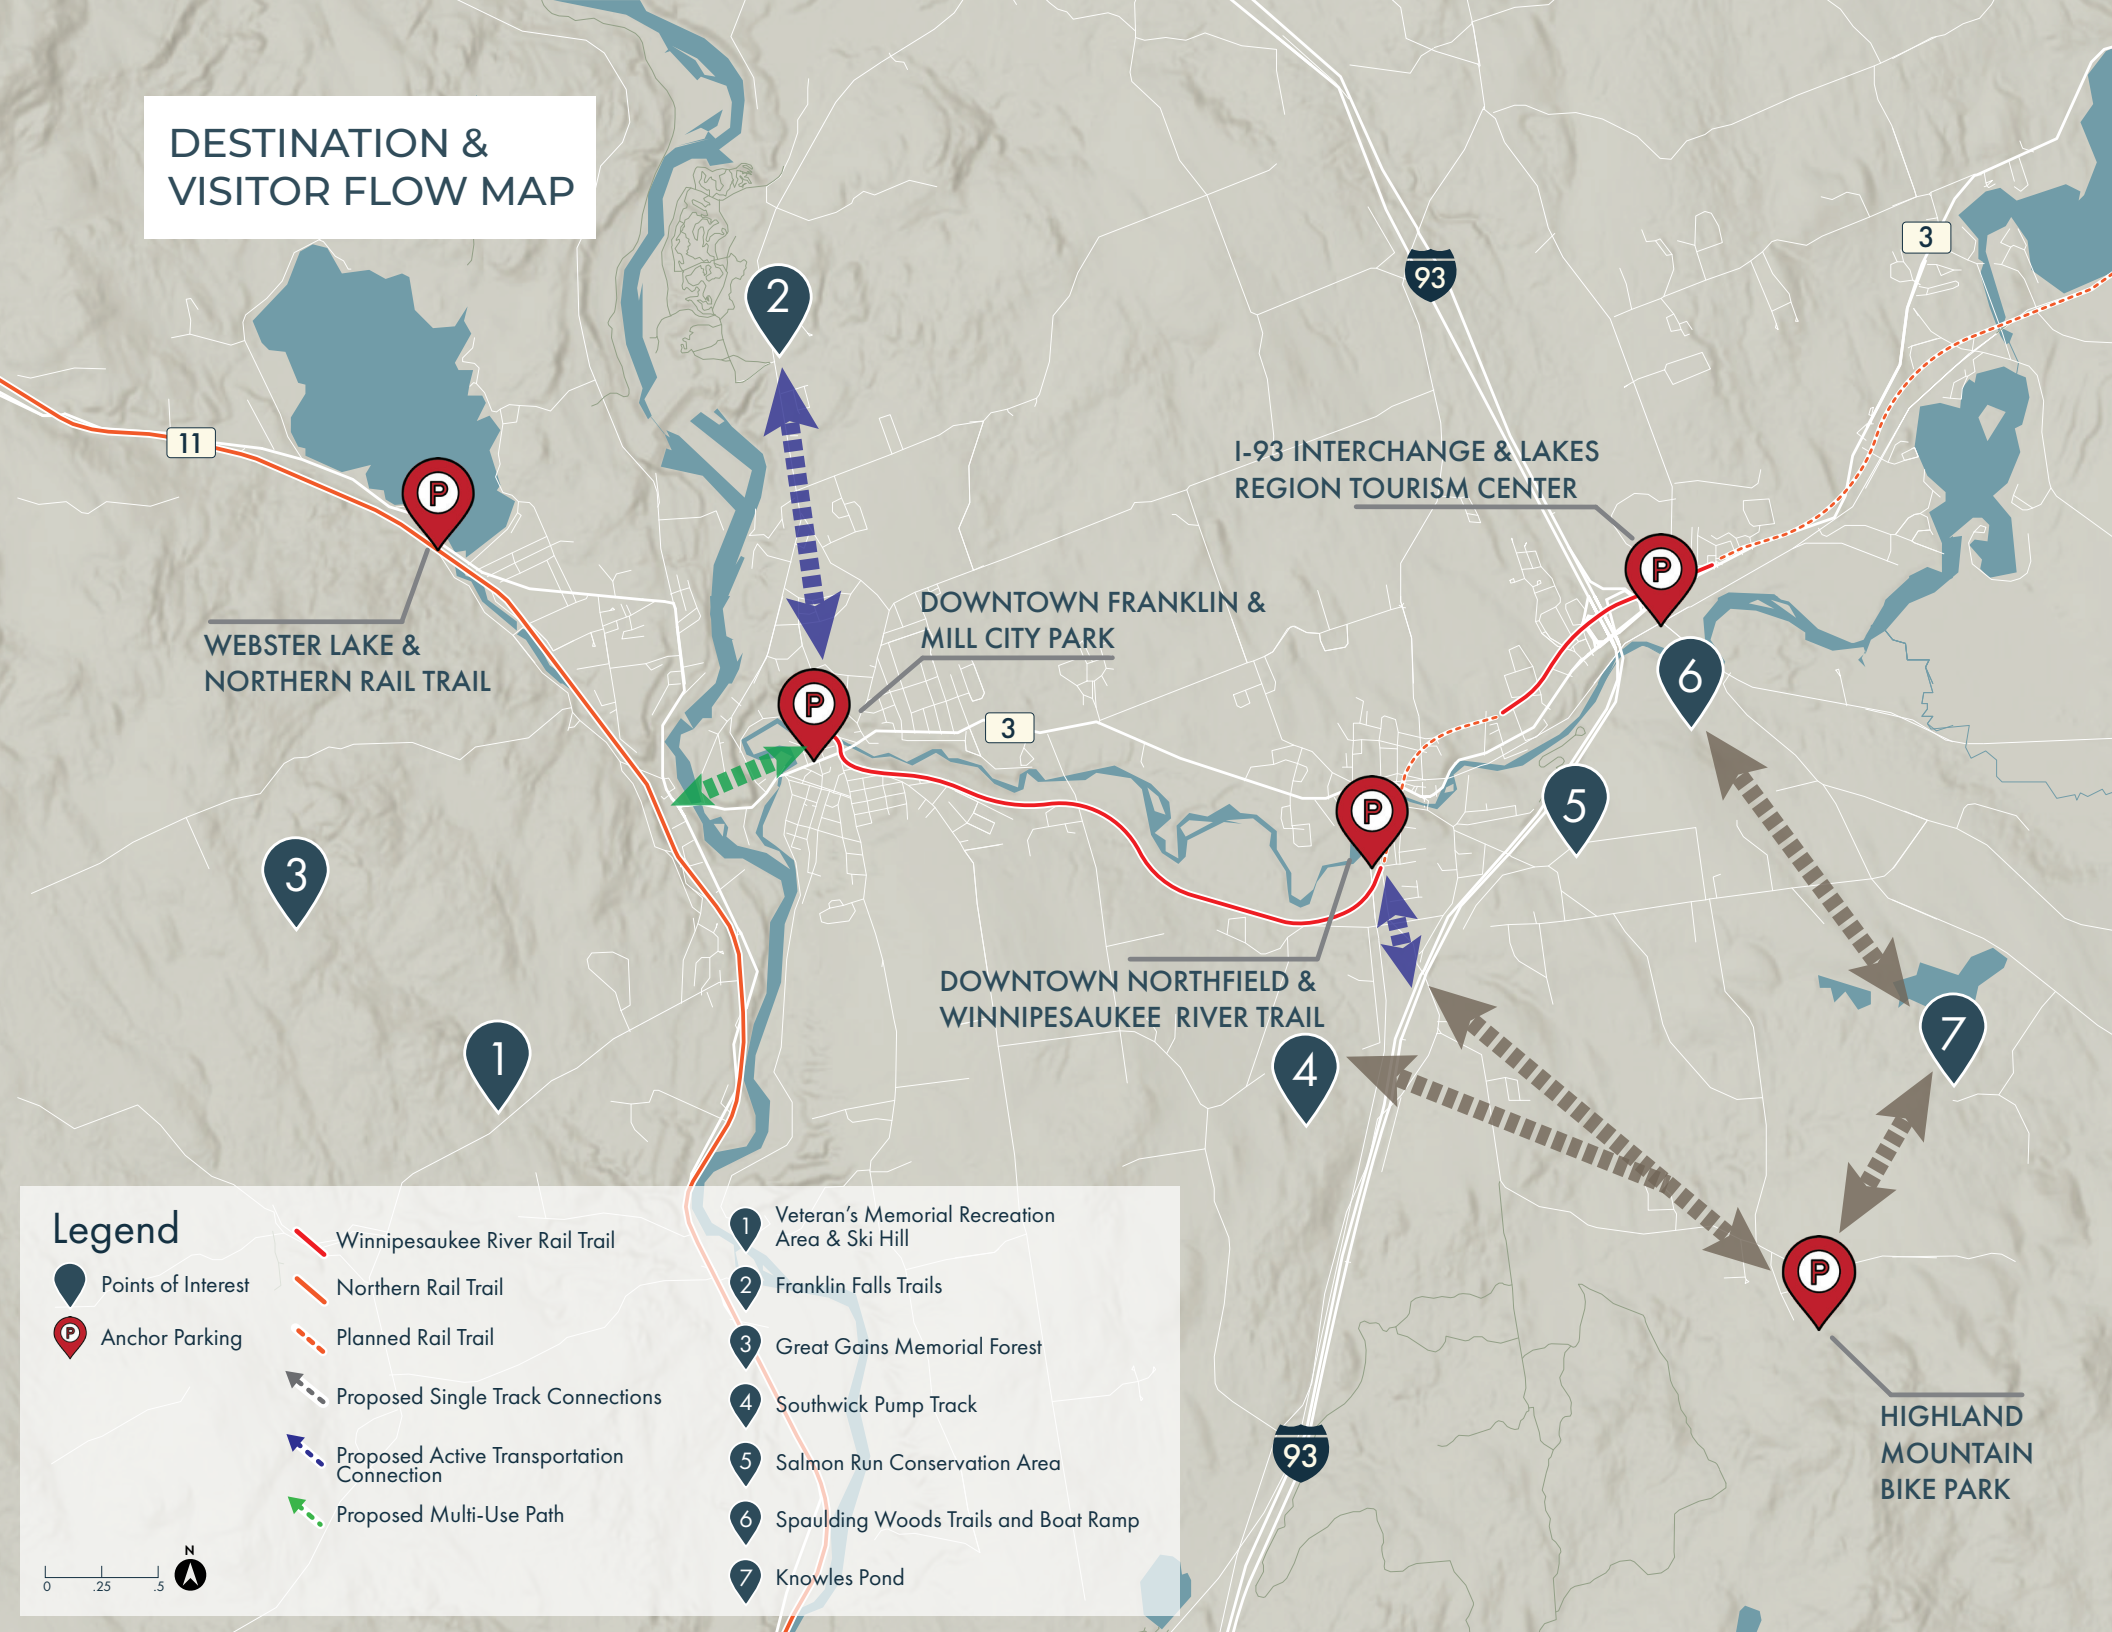 DESTINATION &
VISITOR FLOW MAP
2
93
3
11
P
I-93 INTERCHANGE & LAKES
REGION TOURISM CENTER
P
DOWNTOWN FRANKLIN &
MILL CITY PARK
WEBSTER LAKE &
NORTHERN RAIL TRAIL
P
6
3
5
P
3
DOWNTOWN NORTHFIELD &
WINNIPESAUKEE RIVER TRAIL
1
4
7
P
HIGHLAND
MOUNTAIN
BIKE PARK
93
Legend
Points of Interest
P
Anchor Parking
Winnipesaukee River Rail Trail
Northern Rail Trail
Planned Rail Trail
Proposed Single Track Connections
Proposed Active Transportation
Connection
Proposed Multi-Use Path
1 Veteran's Memorial Recreation
Area & Ski Hill
2 Franklin Falls Trails
3 Great Gains Memorial Forest
4 Southwick Pump Track
5 Salmon Run Conservation Area
6 Spaulding Woods Trails and Boat Ramp
7 Knowles Pond
N
0 .25 .5